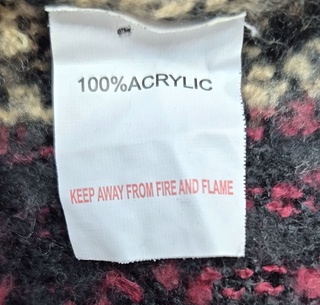 100%ACRYLIC
KEEP AWAY FROM FIRE AND FLAME